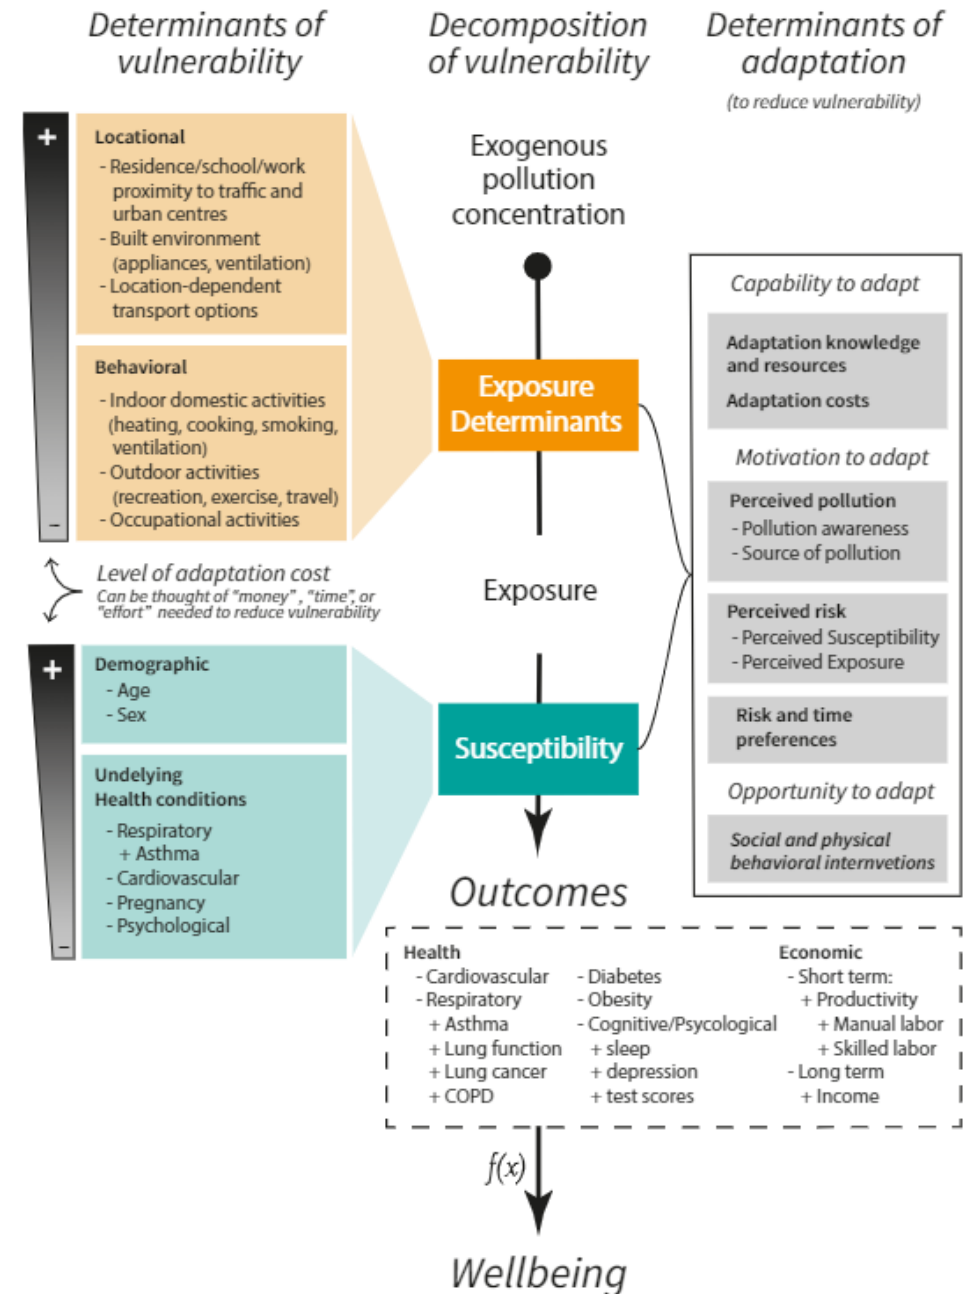 Determinants of
vulnerability
Decomposition
of vulnerability
Determinants of
adaptation
(to reduce vulnerability)
+
Locational
- Residence/school/work
proximity to traffic and
urban centres
- Built environment
(appliances, ventilation)
- Location-dependent
transport options
Behavioral
- Indoor domestic activities
(heating, cooking, smoking,
ventilation)
- Outdoor activities
(recreation, exercise, travel)
- Occupational activities
–
Level of adaptation cost
Can be thought of “money” , “time”, or
“effort” needed to reduce vulnerability
+
Demographic
- Age
- Sex
Undelying
Health conditions
- Respiratory
+ Asthma
- Cardiovascular
- Pregnancy
- Psychological
–
Exogenous
pollution
concentration
Exposure
Determinants
Exposure
Susceptibility
Capability to adapt
Adaptation knowledge
and resources
Adaptation costs
Motivation to adapt
Perceived pollution
- Pollution awareness
- Source of pollution
Perceived risk
- Perceived Susceptibility
- Perceived Exposure
Risk and time
preferences
Opportunity to adapt
Social and physical
behavioral internvetions
Outcomes
Health
- Cardiovascular
- Respiratory
+ Asthma
+ Lung function
+ Lung cancer
+ COPD
- Diabetes
- Obesity
- Cognitive/Psycological
+ sleep
+ depression
+ test scores
Economic
- Short term:
+ Productivity
+ Manual labor
+ Skilled labor
- Long term
+ Income
f(x)
Wellbeing